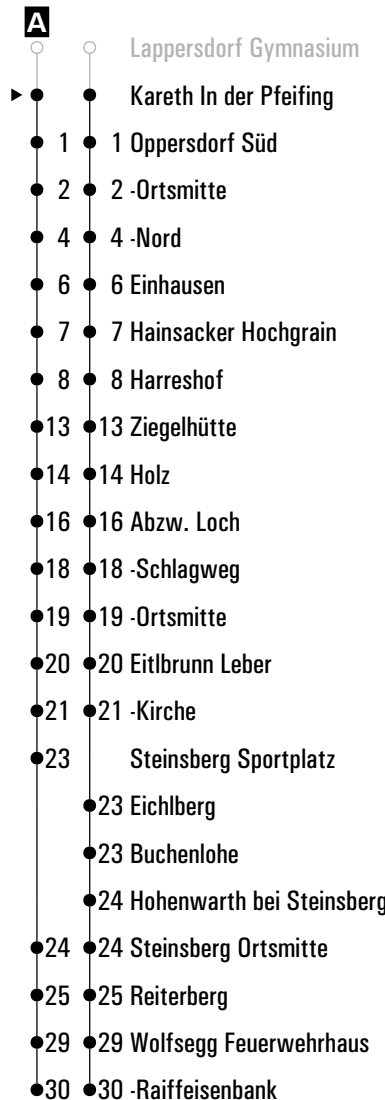 A
Lappersdorf Gymnasium
Kareth In der Pfeifing
1 1 Oppersdorf Süd
2 2 -Ortsmitte
4 4 -Nord
6 6 Einhausen
7 7 Hainsacker Hochgrain
8 8 Harreshof
13 13 Ziegelhütte
14 14 Holz
16 16 Abzw. Loch
18 18 -Schlagweg
19 19 -Ortsmitte
20 20 Eitlbrunn Leber
21 21 -Kirche
23 Steinsberg Sportplatz
23 Eichlberg
23 Buchenlohe
24 Hohenwarth bei Steinsberg
24 24 Steinsberg Ortsmitte
25 25 Reiterberg
29 29 Wolfsegg Feuerwehrhaus
30 30 -Raiffeisenbank